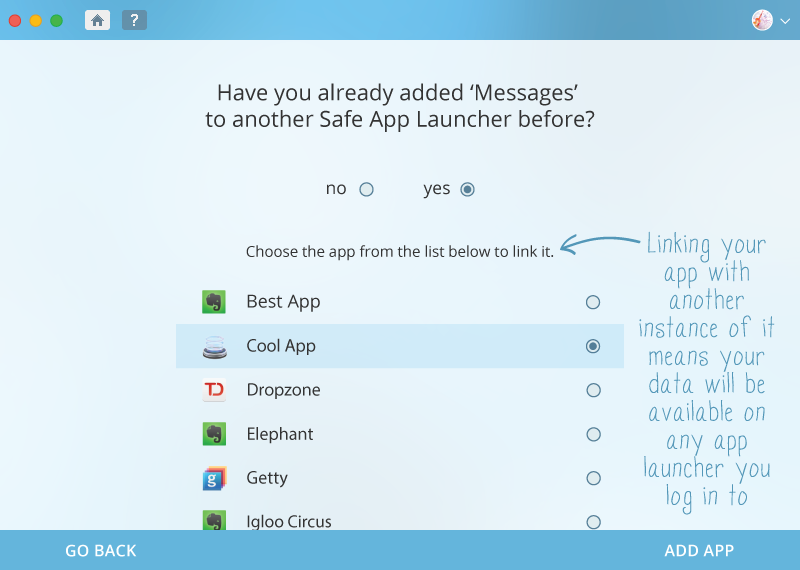 ?
Have you already added ‘Messages’
to another Safe App Launcher before?
no
yes
Choose the app from the list below to link it.
Linking your
app with
another
instance of it
means your
data will be
available on
any app
launcher you
log in to
Best App
Cool App
TD
Dropzone
Elephant
g
Getty
Igloo Circus
GO BACK
ADD APP